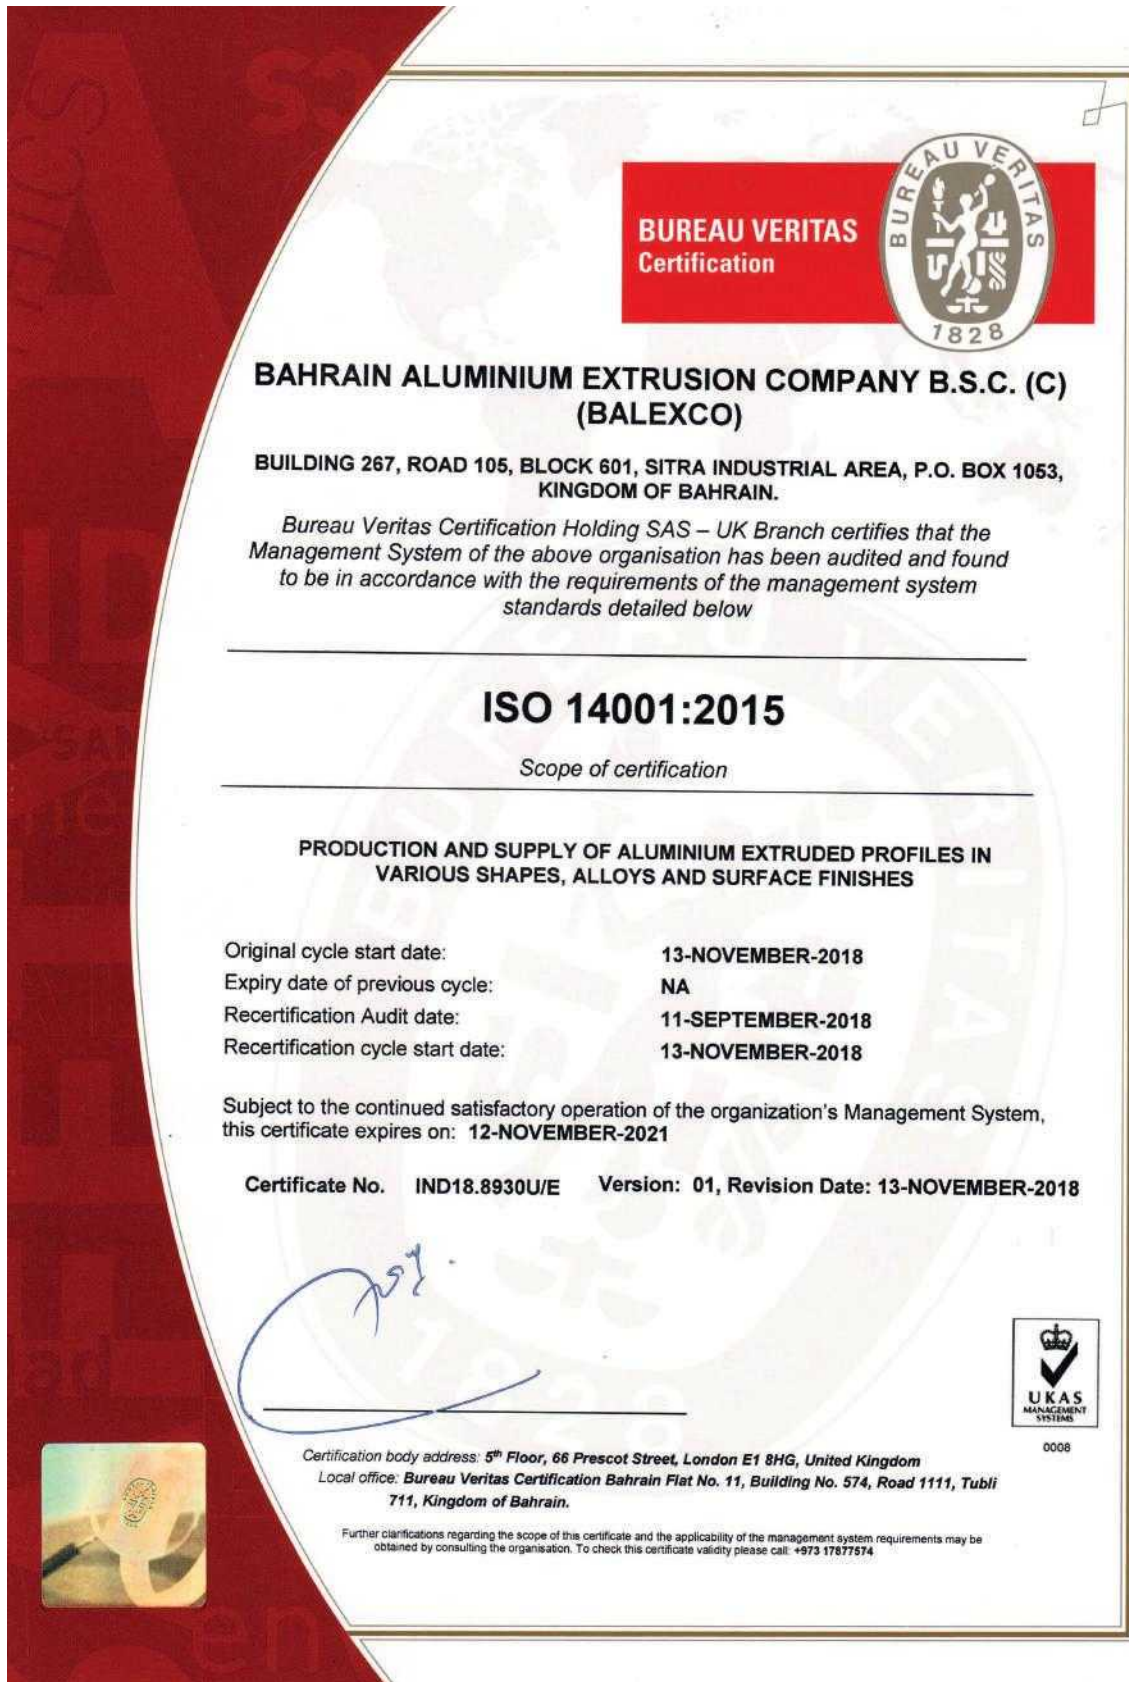 BUREAU VERITAS
Certification
BUREAU VERITAS
1828
BAHRAIN ALUMINIUM EXTRUSION COMPANY B.S.C. (C)
(BALEXCO)
BUILDING 267, ROAD 105, BLOCK 601, SITRA INDUSTRIAL AREA, P.O. BOX 1053,
KINGDOM OF BAHRAIN.
Bureau Veritas Certification Holding SAS – UK Branch certifies that the
Management System of the above organisation has been audited and found
to be in accordance with the requirements of the management system
standards detailed below
ISO 14001:2015
Scope of certification
PRODUCTION AND SUPPLY OF ALUMINIUM EXTRUDED PROFILES IN
VARIOUS SHAPES, ALLOYS AND SURFACE FINISHES
Original cycle start date: 13-NOVEMBER-2018
Expiry date of previous cycle: NA
Recertification Audit date: 11-SEPTEMBER-2018
Recertification cycle start date: 13-NOVEMBER-2018
Subject to the continued satisfactory operation of the organization's Management System,
this certificate expires on: 12-NOVEMBER-2021
Certificate No. IND18.8930U/E Version: 01, Revision Date: 13-NOVEMBER-2018
UKAS
MANAGEMENT
SYSTEMS
0008
Certification body address: 5th Floor, 66 Prescot Street, London E1 8HG, United Kingdom
Local office: Bureau Veritas Certification Bahrain Flat No. 11, Building No. 574, Road 1111, Tubli
711, Kingdom of Bahrain.
Further clarifications regarding the scope of this certificate and the applicability of the management system requirements may be
obtained by consulting the organisation. To check this certificate validity please call: +973 17877574